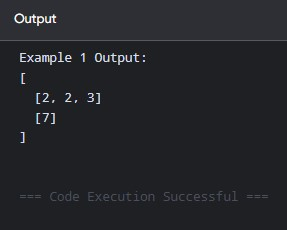 Output
Example 1 Output:
[
  [2, 2, 3]
  [7]
]
=== Code Execution Successful ===